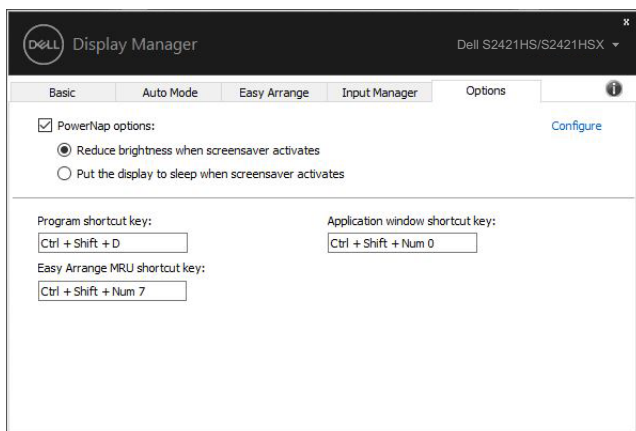 DELL Display Manager
Dell S2421HS/S2421HSX
x
Basic Auto Mode Easy Arrange Input Manager Options
PowerNap options: Configure
Reduce brightness when screensaver activates
Put the display to sleep when screensaver activates
Program shortcut key: Application window shortcut key:
Ctrl + Shift + D Ctrl + Shift + Num 0
Easy Arrange MRU shortcut key:
Ctrl + Shift + Num 7